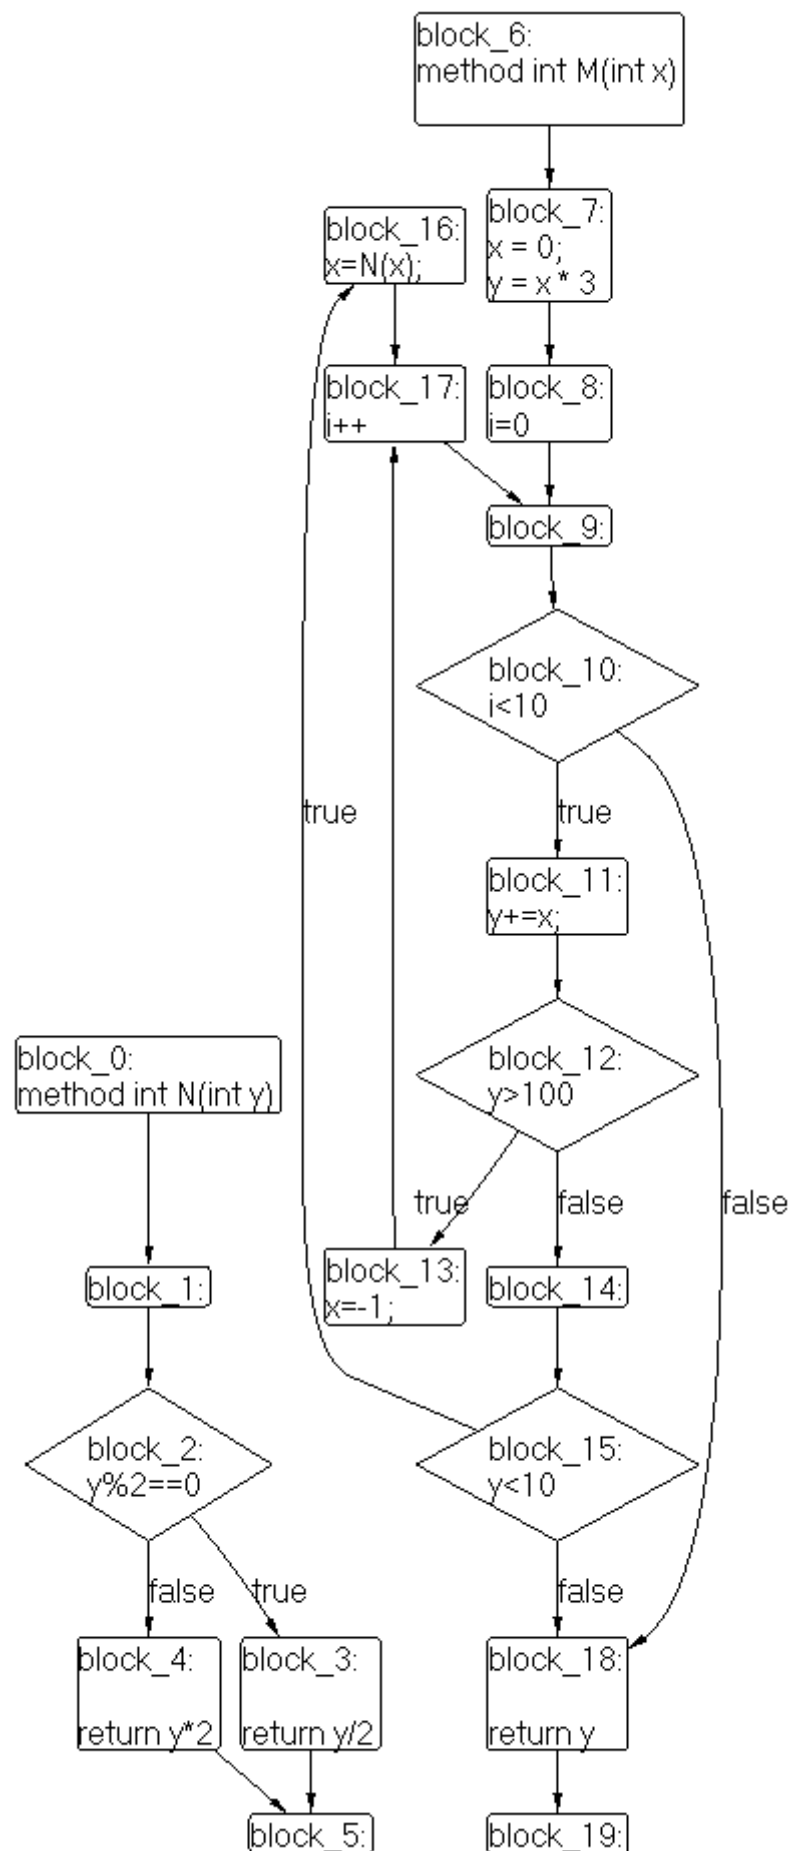 block_6:
method int M(int x)
block_16:
x=N(x);
block_7:
x = 0;
y = x * 3
block_17:
i++
block_8:
i=0
block_9:
block_10:
i<10
true
true
block_11:
y+=x;
block_0:
method int N(int y)
block_12:
y>100
true
false
false
block_1:
block_13:
x=-1;
block_14:
block_2:
y%2==0
block_15:
y<10
false
true
false
block_4:
return y*2
block_3:
return y/2
block_18:
return y
block_5:
block_19: